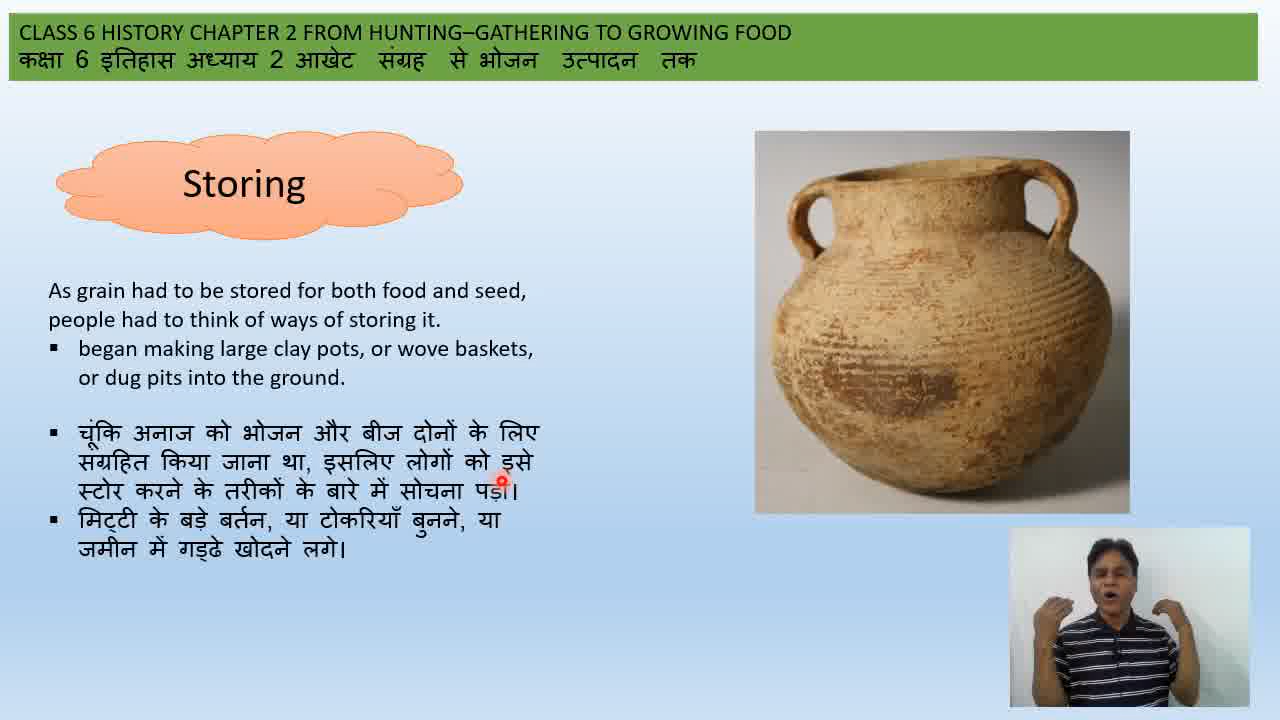 CLASS 6 HISTORY CHAPTER 2 FROM HUNTING–GATHERING TO GROWING FOOD
कक्षा 6 इतिहास अध्याय 2 आखेट संग्रह से भोजन उत्पादन तक
Storing
As grain had to be stored for both food and seed,
people had to think of ways of storing it.
▪ began making large clay pots, or wove baskets,
or dug pits into the ground.
▪ चूंकि अनाज को भोजन और बीज दोनों के लिए
संग्रहित किया जाना था, इसलिए लोगों को इसे
स्टोर करने के तरीकों के बारे में सोचना पड़ा।
▪ मिट्टी के बड़े बर्तन, या टोकरियाँ बुनने, या
जमीन में गड्ढे खोदने लगे।